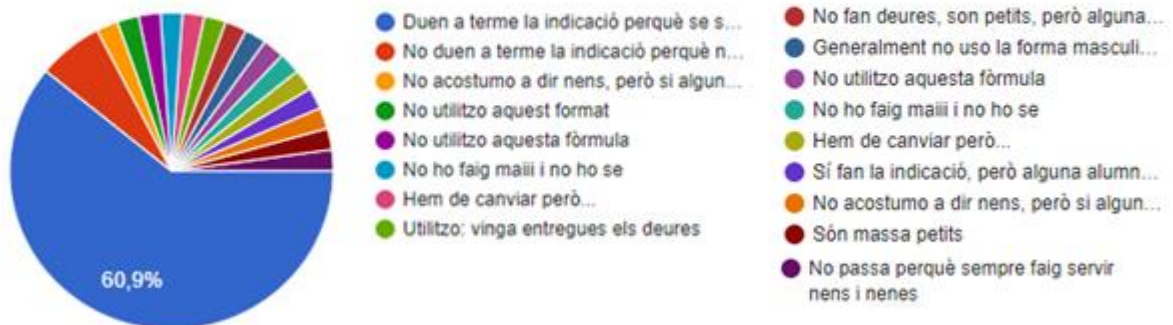 60,9%
Duen a terme la indicació perquè se s...
No duen a terme la indicació perquè n...
No acostumo a dir nens, però si algun...
No utilitzo aquest format
No utilitzo aquesta fòrmula
No ho faig maiii i no ho se
Hem de canviar però...
Utilitzo: vinga entregues els deures
No fan deures, son petits, però alguna...
Generalment no uso la forma masculi...
No utilitzo aquesta fòrmula
No ho faig maiii i no ho se
Hem de canviar però...
Sí fan la indicació, però alguna alumn...
No acostumo a dir nens, però si algun...
Són massa petits
No passa perquè sempre faig servir
nens i nenes